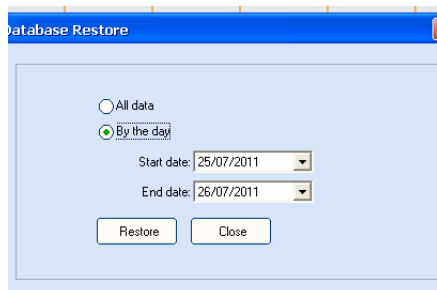 Database Restore
All data
By the day
Start date: 25/07/2011
End date: 26/07/2011
Restore Close